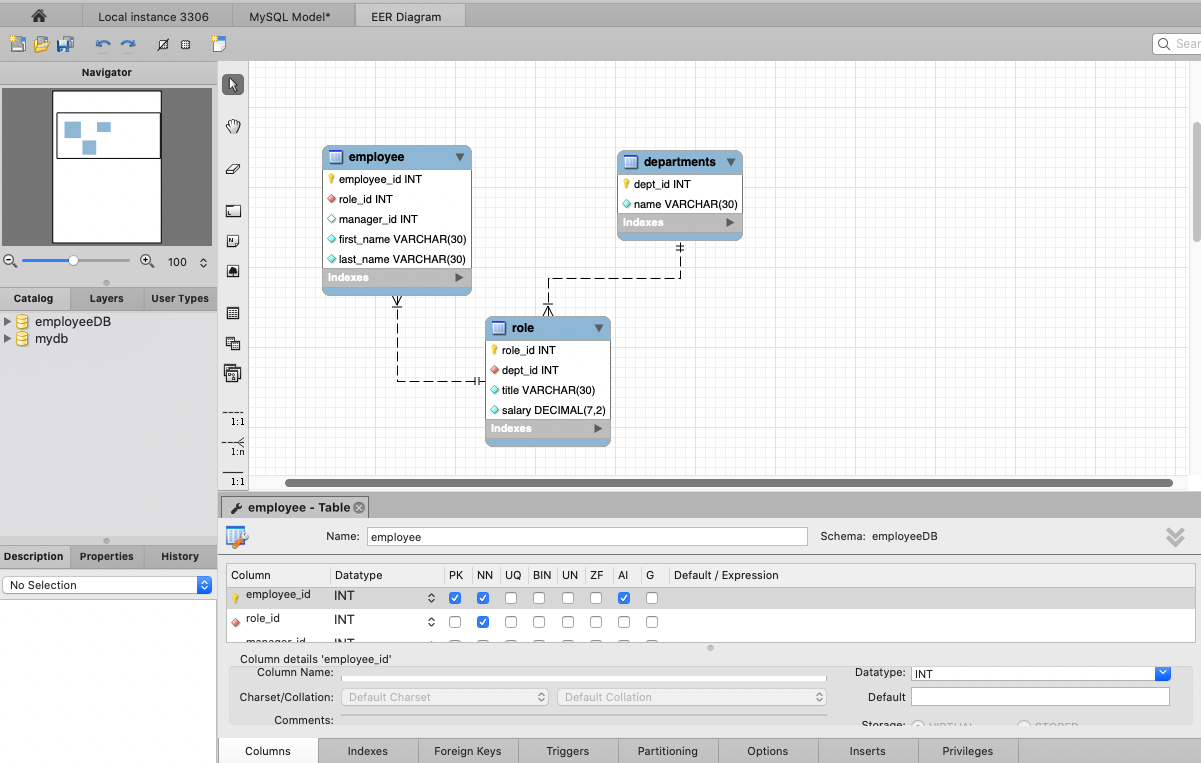 Local instance 3306 MySQL Model* EER Diagram
Sear
Navigator
100
Catalog Layers User Types
employeeDB
mydb
Description Properties History
No Selection
employee
employee_id INT
role_id INT
manager_id INT
first_name VARCHAR(30)
last_name VARCHAR(30)
Indexes
departments
dept_id INT
name VARCHAR(30)
Indexes
role
role_id INT
dept_id INT
title VARCHAR(30)
salary DECIMAL(7,2)
Indexes
1:1
1:n
1:1
employee - Table
Name: employee Schema: employeeDB
Column Datatype PK NN UQ BIN UN ZF AI G Default / Expression
employee_id INT
role_id INT
manager_id INT
Column details 'employee_id'
Column Name: Datatype: INT
Charset/Collation: Default Charset Default Collation Default
Comments: Storage: VIRTUAL STORED
Columns Indexes Foreign Keys Triggers Partitioning Options Inserts Privileges